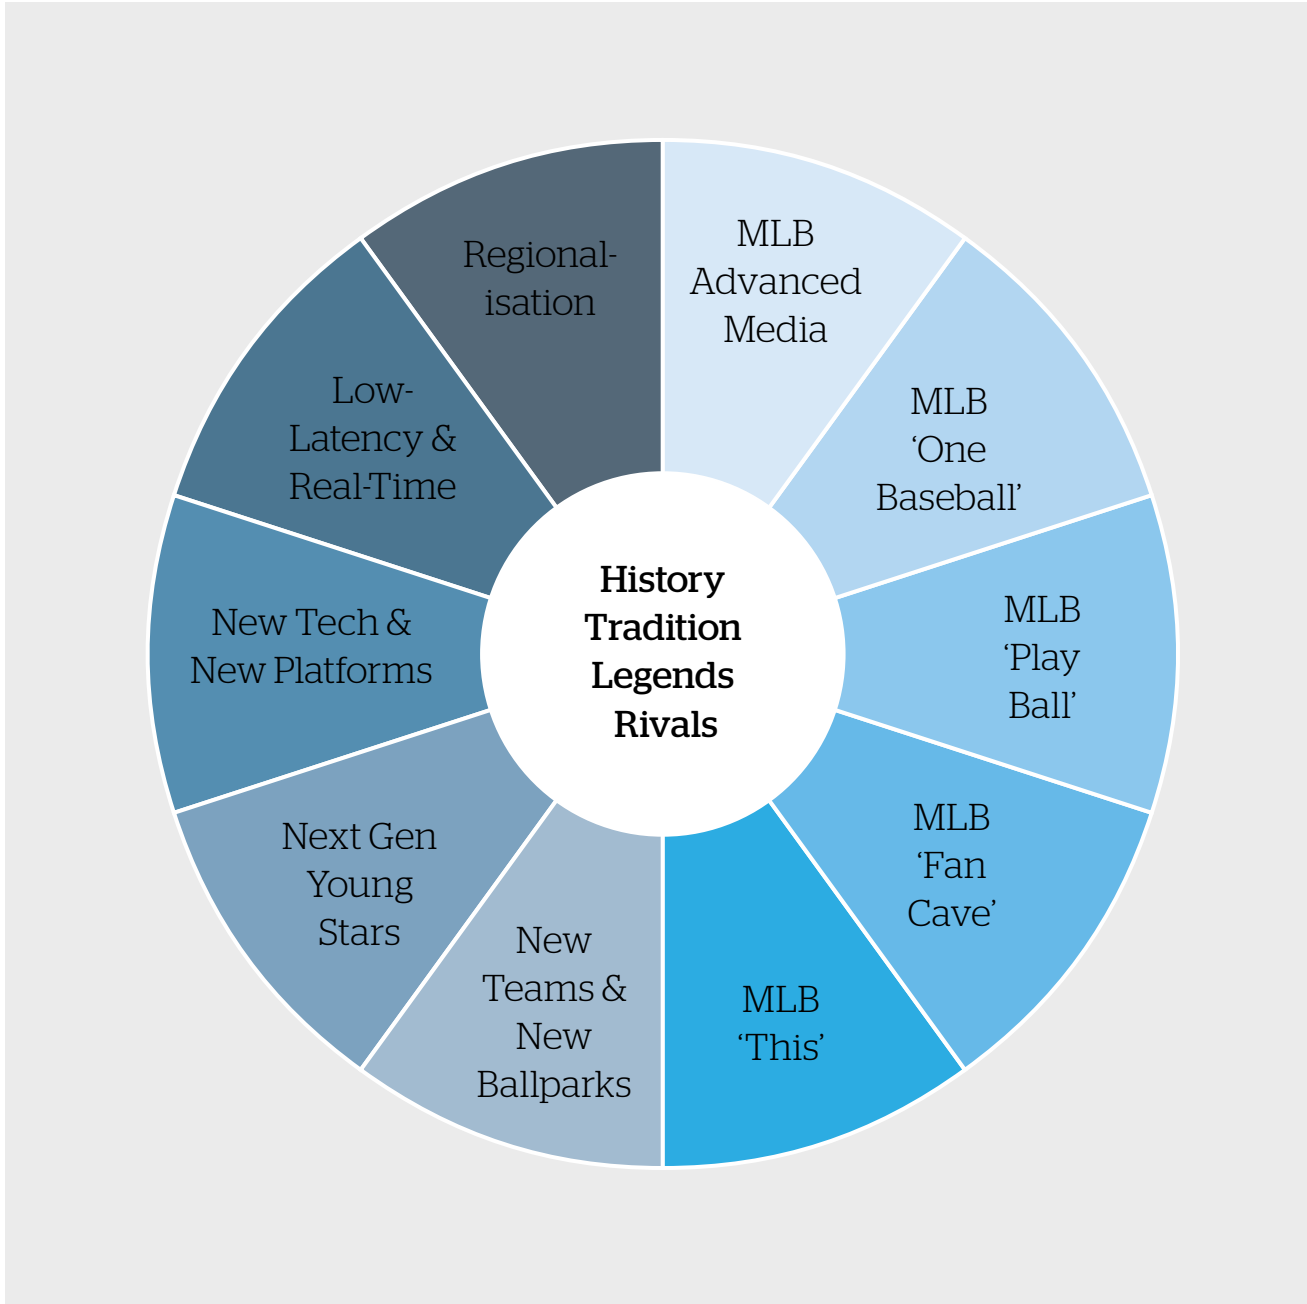 MLB
Advanced
Media
MLB
‘One
Baseball’
MLB
‘Play
Ball’
MLB
‘Fan
Cave’
MLB
‘This’
New
Teams &
New
Ballparks
Next Gen
Young
Stars
New Tech &
New Platforms
Low-
Latency &
Real-Time
Regional-
isation
History
Tradition
Legends
Rivals